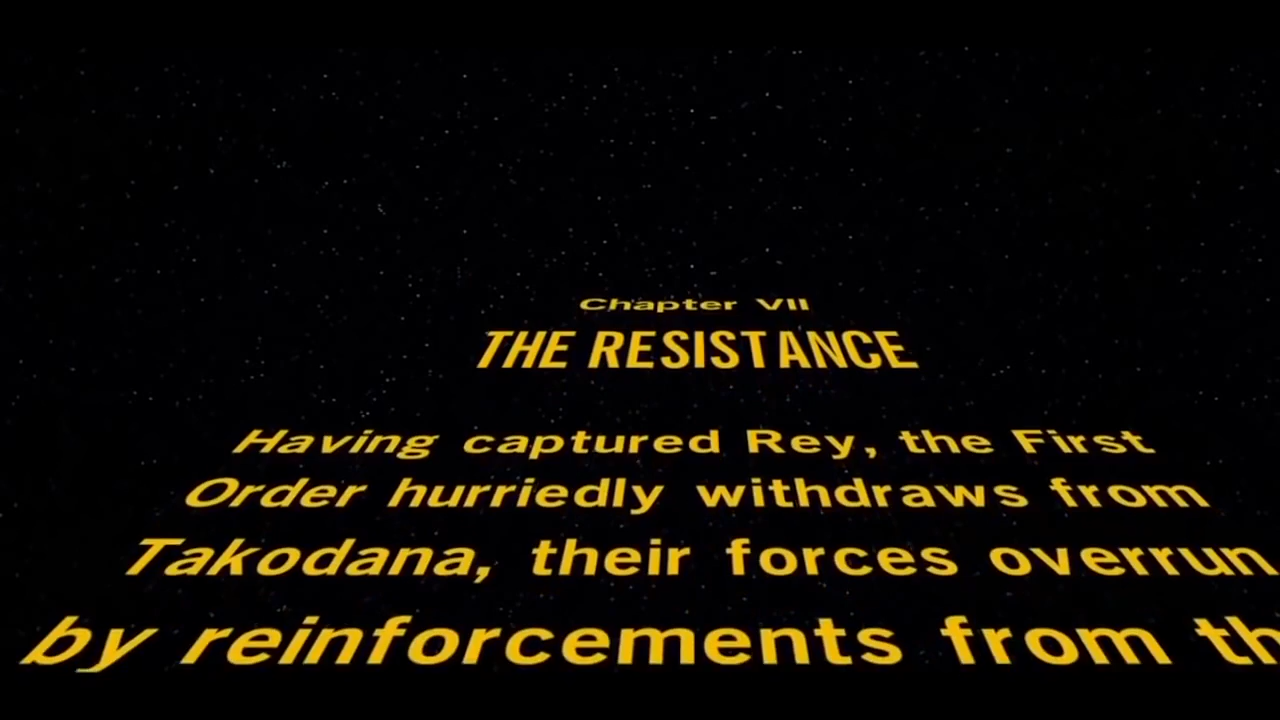 Chapter VII
THE RESISTANCE
Having captured Rey, the First
Order hurriedly withdraws from
Takodana, their forces overrun
by reinforcements from th